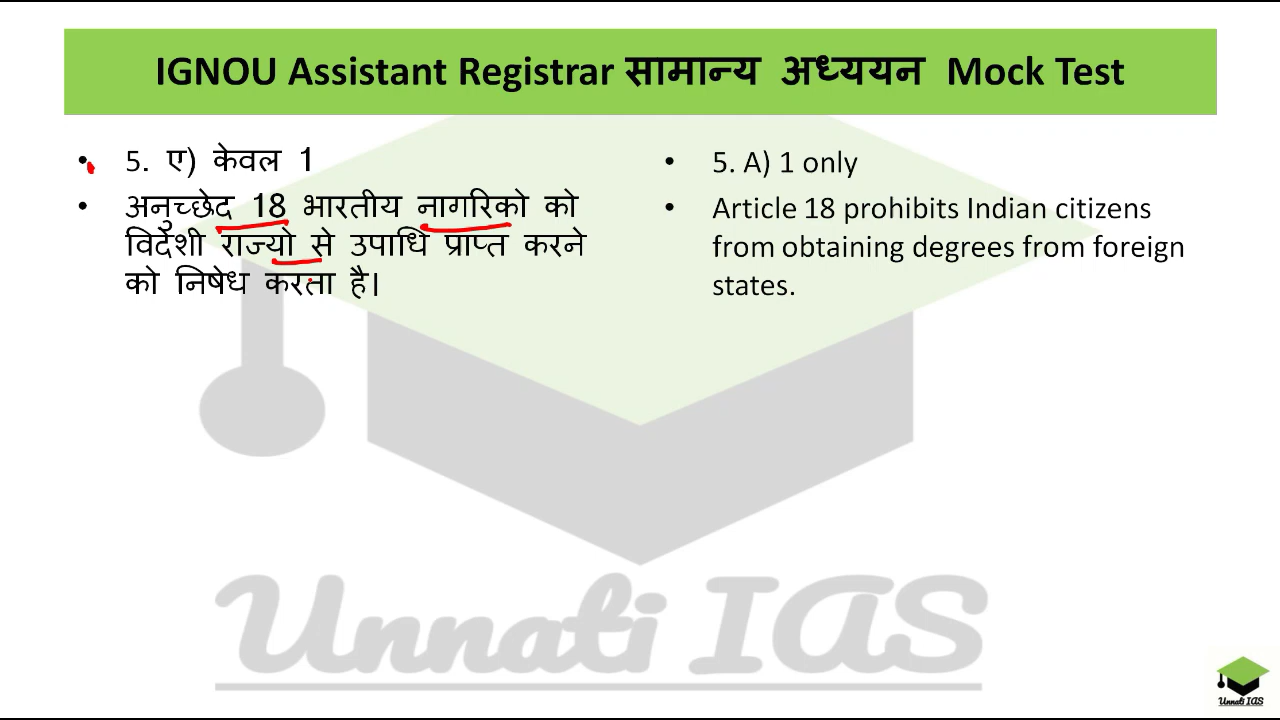 IGNOU Assistant Registrar सामान्य अध्ययन Mock Test
• 5. ए) केवल 1
• अनुच्छेद 18 भारतीय नागरिको को
विदेशी राज्यो से उपाधि प्राप्त करने
को निषेध करता है।
• 5. A) 1 only
• Article 18 prohibits Indian citizens
from obtaining degrees from foreign
states.
Unnati IAS
Unnati IAS